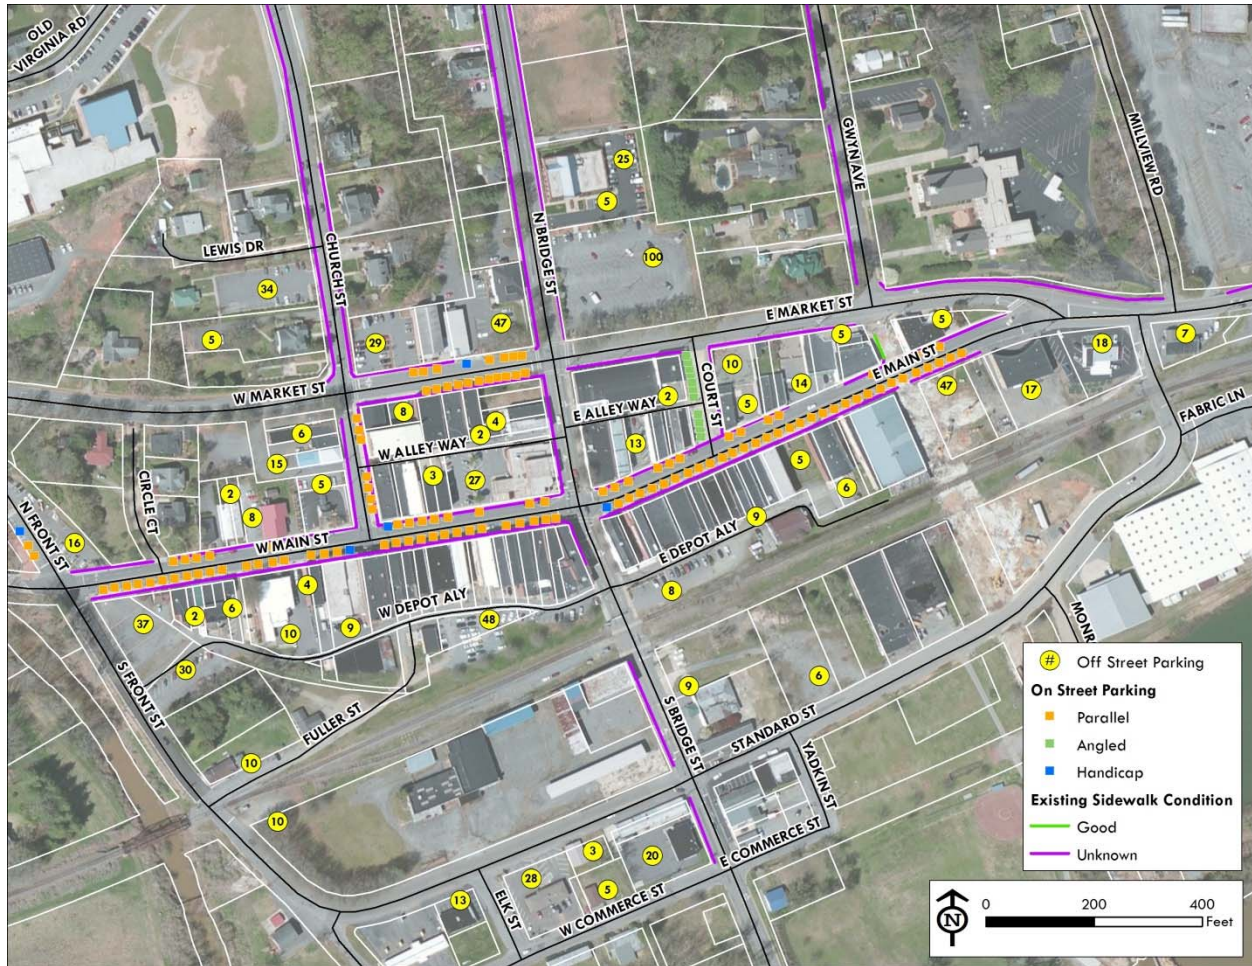 OLD
VIRGINIA RD
GWYN AVE
MILLVIEW RD
25
5
N BRIDGE ST
CHURCH ST
LEWIS DR
100
34
E MARKET ST
47
5
5
5
7
29
18
W MARKET ST
10
E MAIN ST
COURT ST
14
47
17
2
E ALLEY WAY
5
8
4
FABRIC LN
6
2
W ALLEY WAY
13
15
5
3
27
5
6
CIRCLE CT
2
8
9
N FRONT ST
16
W MAIN ST
E DEPOT ALY
4
8
W DEPOT ALY
2
6
48
37
10
9
MONR
30
S FRONT ST
9
6
S BRIDGE ST
STANDARD ST
FULLER ST
10
YADKIN ST
10
E COMMERCE ST
3
20
28
5
W COMMERCE ST
13
ELK ST
# Off Street Parking
On Street Parking
Parallel
Angled
Handicap
Existing Sidewalk Condition
Good
Unknown
N
0 200 400
Feet